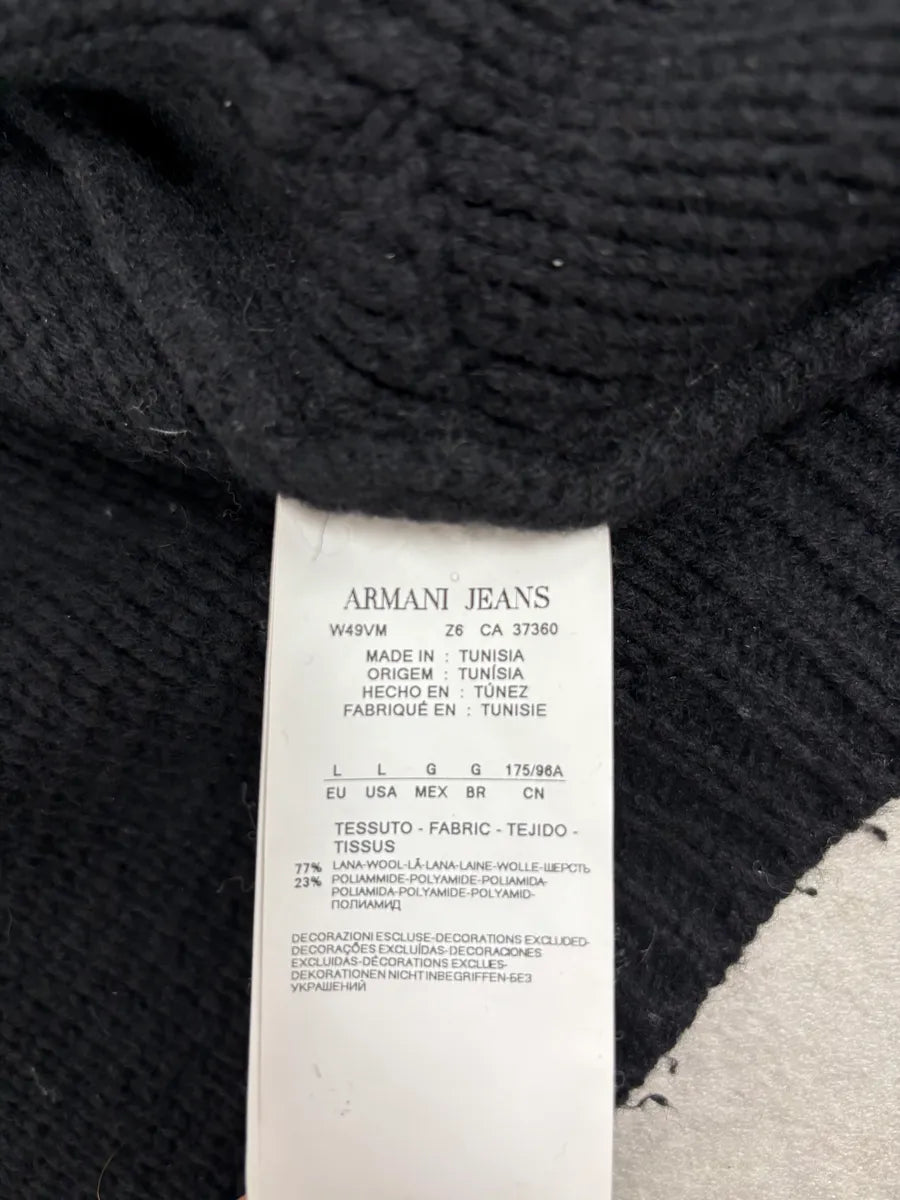 ARMANI JEANS
W49VM Z6 CA 37360
MADE IN : TUNISIA
ORIGEM : TUNÍSIA
HECHO EN : TÚNEZ
FABRIQUÉ EN : TUNISIE
L L G G 175/96A
EU USA MEX BR CN
TESSUTO - FABRIC - TEJIDO -
TISSUS
77% LANA-WOOL-LÃ-LANA-LAINE-WOLLE-ШЕРСТЬ
23% POLIAMMIDE-POLYAMIDE-POLIAMIDA-
POLIAMIDA-POLYAMIDE-POLYAMID-
ПОЛИАМИД
DECORAZIONI ESCLUSE-DECORATIONS EXCLUDED-
DECORAÇÕES EXCLUÍDAS-DECORACIONES
EXCLUIDAS-DÉCORATIONS EXCLUES-
DEKORATIONEN NICHT INBEGRIFFEN-БЕЗ
УКРАШЕНИЙ